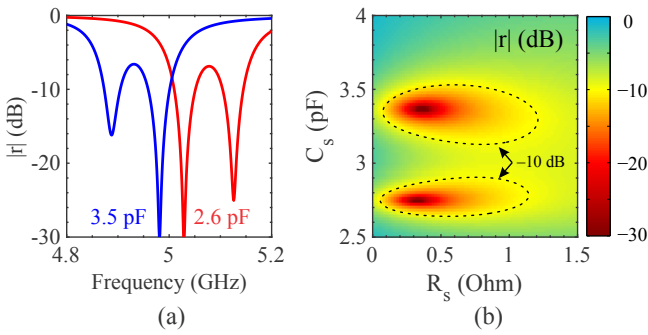 0
-10
-20
-30
|r| (dB)
3.5 pF
2.6 pF
4.8
5
5.2
Frequency (GHz)
(a)
4
3.5
3
2.5
C_s (pF)
|r| (dB)
−10 dB
0
0.5
1
1.5
R_s (Ohm)
0
−10
−20
−30
(b)